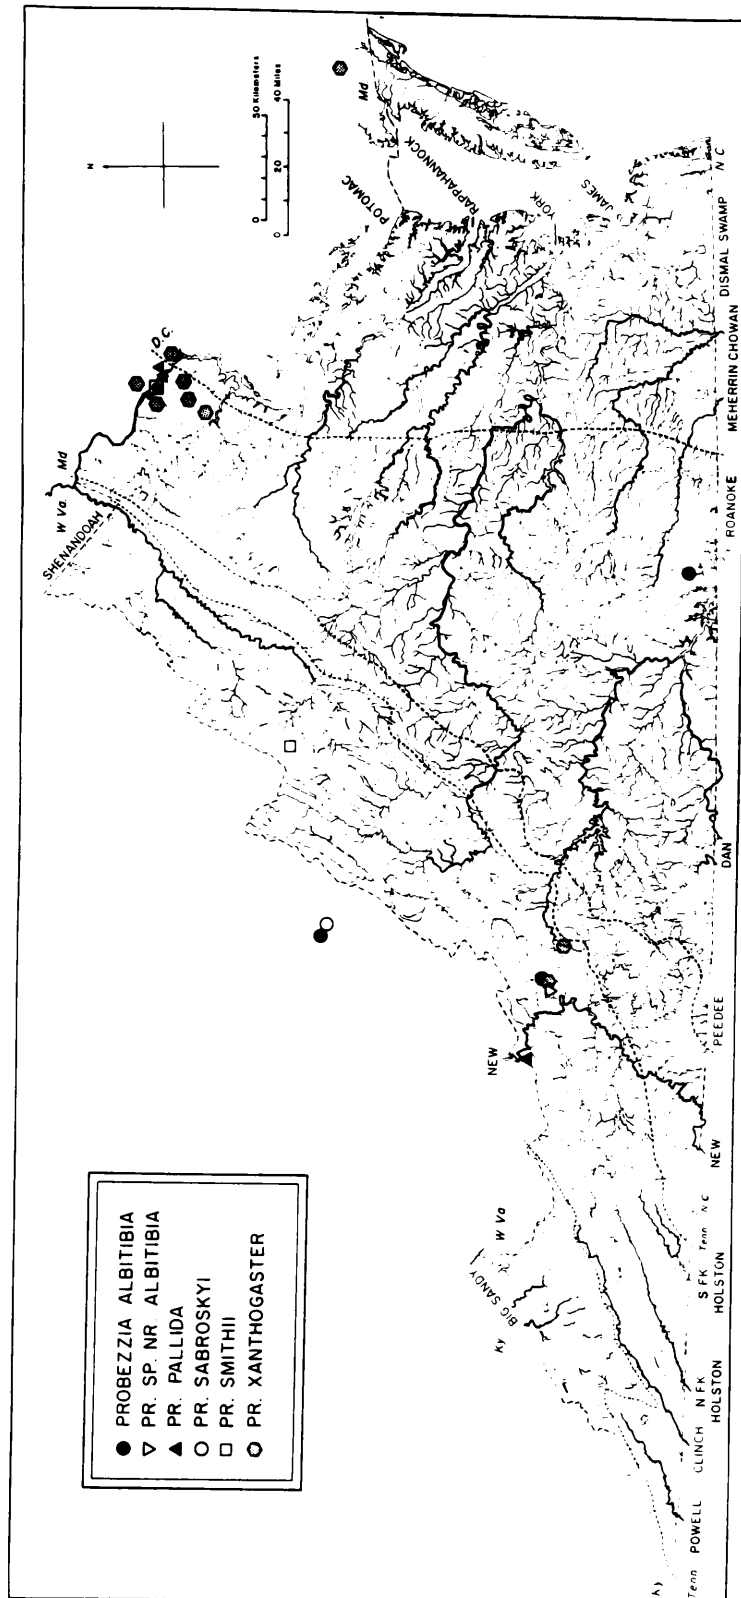 PROBEZZIA ALBITIBIA
PR. SP. NR. ALBITIBIA
PR. PALLIDA
PR. SABROSKYI
PR. SMITHII
PR. XANTHOGASTER
N
0 50 Kilometers
0 20 40 Miles
SHENANDOAH
W Va.
Md
D.C.
Md
POTOMAC
RAPPAHANNOCK
YORK
JAMES
NEW
BIG SANDY
W Va
Ky
Tenn
POWELL
CLINCH
N FK HOLSTON
S FK HOLSTON
Tenn
N C
NEW
PEEDEE
DAN
ROANOKE
MEHERRIN
CHOWAN
DISMAL SWAMP
N C